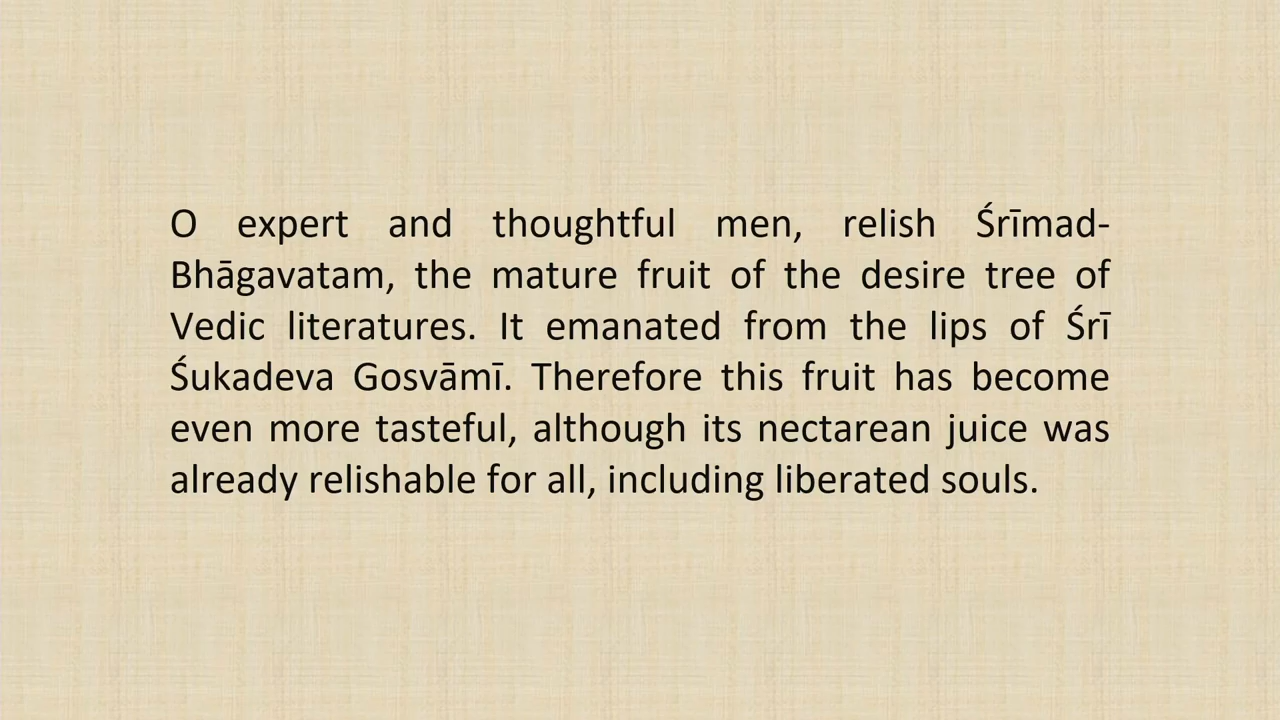 O expert and thoughtful men, relish Śrīmad-
Bhāgavatam, the mature fruit of the desire tree of
Vedic literatures. It emanated from the lips of Śrī
Śukadeva Gosvāmī. Therefore this fruit has become
even more tasteful, although its nectarean juice was
already relishable for all, including liberated souls.